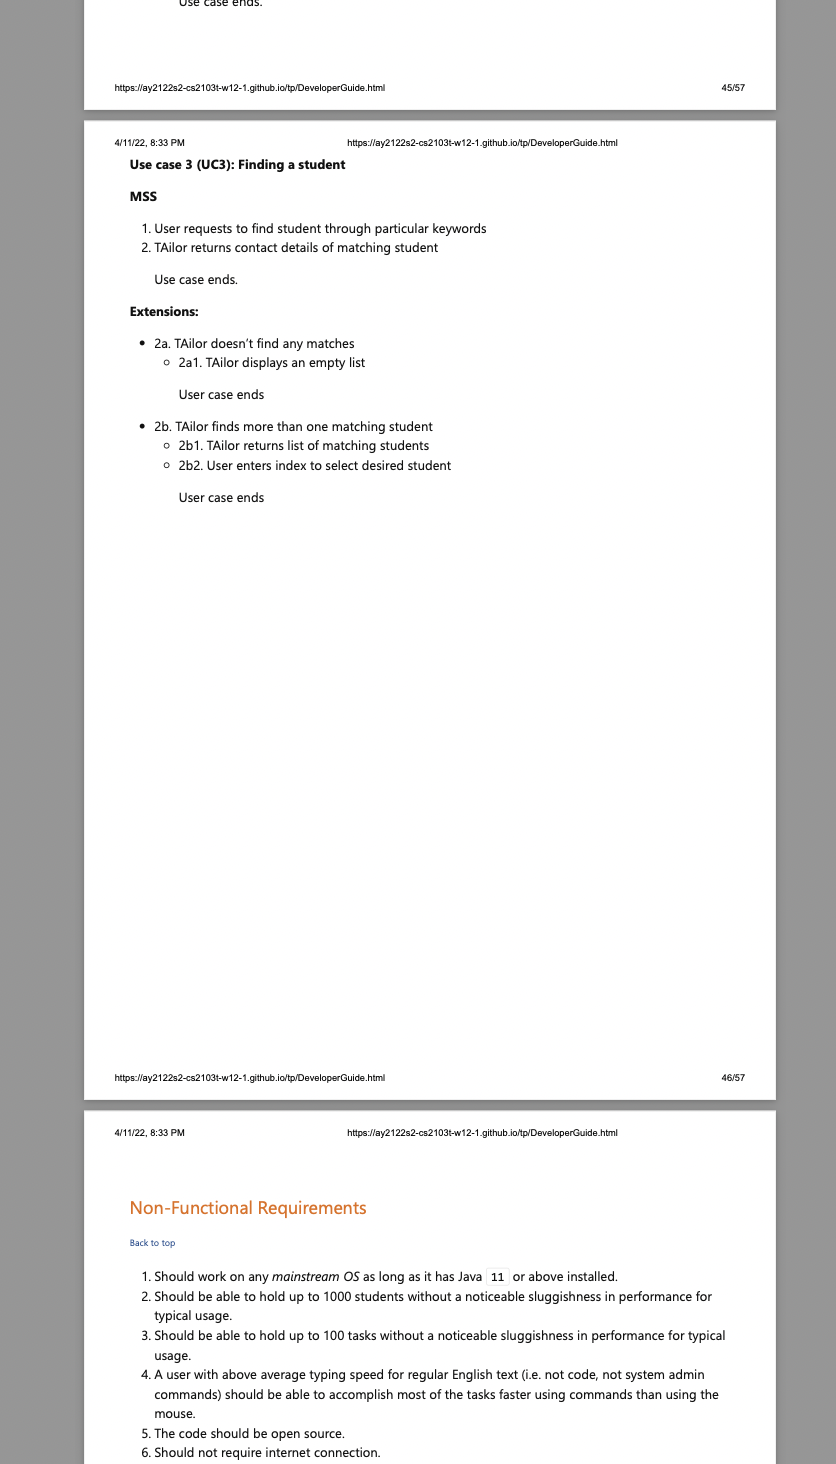 Use case ends.
https://ay2122s2-cs2103t-w12-1.github.io/tp/DeveloperGuide.html 45/57
4/11/22, 8:33 PM https://ay2122s2-cs2103t-w12-1.github.io/tp/DeveloperGuide.html
Use case 3 (UC3): Finding a student
MSS
1. User requests to find student through particular keywords
2. TAilor returns contact details of matching student
Use case ends.
Extensions:
• 2a. TAilor doesn’t find any matches
◦ 2a1. TAilor displays an empty list
User case ends
• 2b. TAilor finds more than one matching student
◦ 2b1. TAilor returns list of matching students
◦ 2b2. User enters index to select desired student
User case ends
https://ay2122s2-cs2103t-w12-1.github.io/tp/DeveloperGuide.html 46/57
4/11/22, 8:33 PM https://ay2122s2-cs2103t-w12-1.github.io/tp/DeveloperGuide.html
Non-Functional Requirements
Back to top
1. Should work on any mainstream OS as long as it has Java 11 or above installed.
2. Should be able to hold up to 1000 students without a noticeable sluggishness in performance for
typical usage.
3. Should be able to hold up to 100 tasks without a noticeable sluggishness in performance for typical
usage.
4. A user with above average typing speed for regular English text (i.e. not code, not system admin
commands) should be able to accomplish most of the tasks faster using commands than using the
mouse.
5. The code should be open source.
6. Should not require internet connection.